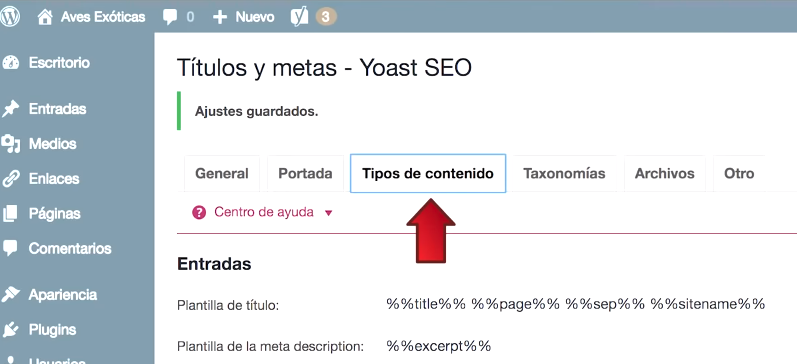 Aves Exóticas 0 + Nuevo 3
Escritorio
Entradas
Medios
Enlaces
Páginas
Comentarios
Apariencia
Plugins
Usuarios
Títulos y metas - Yoast SEO
Ajustes guardados.
General Portada Tipos de contenido Taxonomías Archivos Otro
? Centro de ayuda
Entradas
Plantilla de título: %%title%% %%page%% %%sep%% %%sitename%%
Plantilla de la meta description: %%excerpt%%